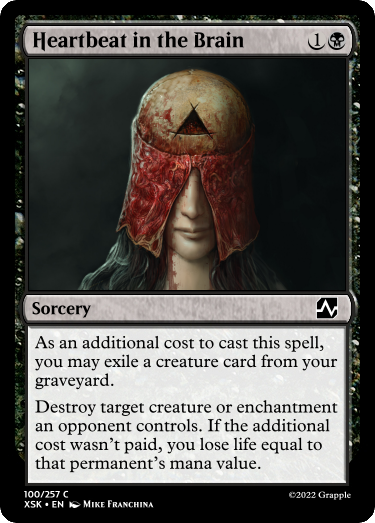 Heartbeat in the Brain 1
Sorcery
As an additional cost to cast this spell,
you may exile a creature card from your
graveyard.
Destroy target creature or enchantment
an opponent controls. If the additional
cost wasn't paid, you lose life equal to
that permanent's mana value.
100/257 C
XSK • EN Mike Franchina
©2022 Grapple